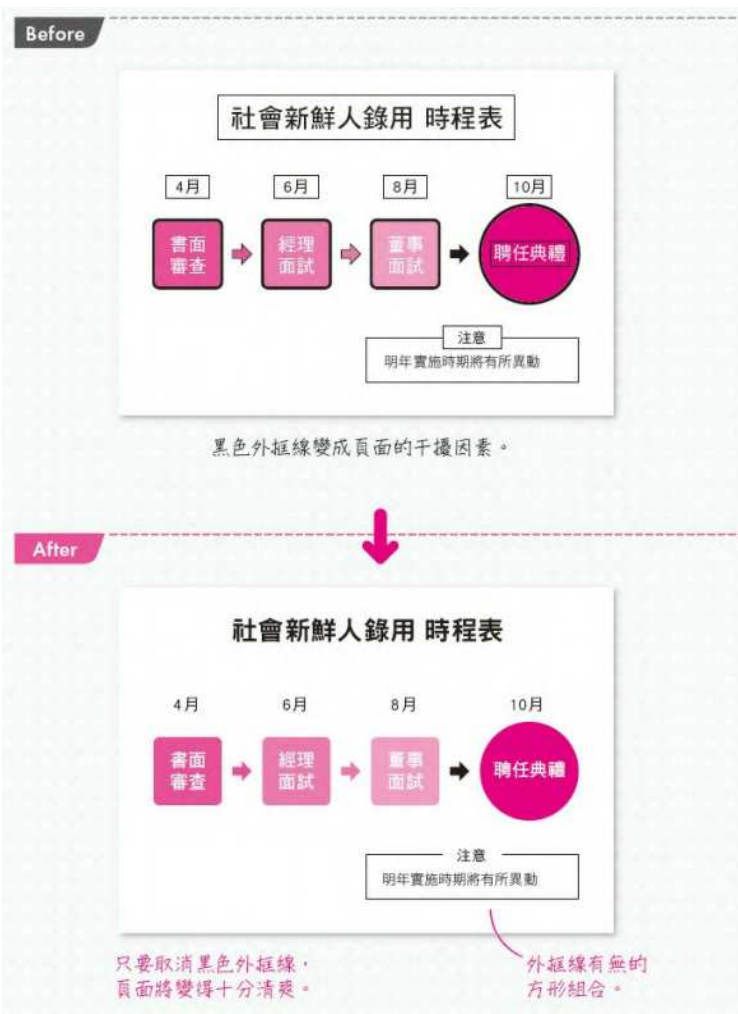 Before
社會新鮮人錄用 時程表
4月
6月
8月
10月
書面
審查
經理
面試
董事
面試
聘任典禮
注意
明年實施時期將有所異動
黑色外框線變成頁面的干擾因素。
After
社會新鮮人錄用 時程表
4月
6月
8月
10月
書面
審查
經理
面試
董事
面試
聘任典禮
注意
明年實施時期將有所異動
只要取消黑色外框線，
頁面將變得十分清爽。
外框線有無的
方形組合。